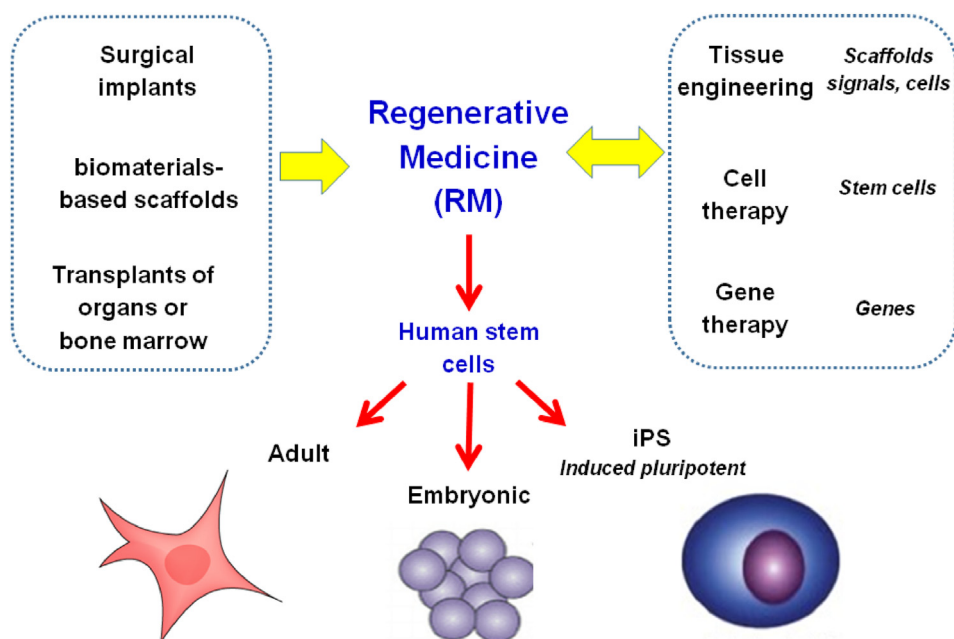 Surgical
implants
biomaterials-
based scaffolds
Transplants of
organs or
bone marrow
Regenerative
Medicine
(RM)
Tissue
engineering
Scaffolds
signals, cells
Cell
therapy
Stem cells
Gene
therapy
Genes
Human stem
cells
Adult
Embryonic
iPS
Induced pluripotent